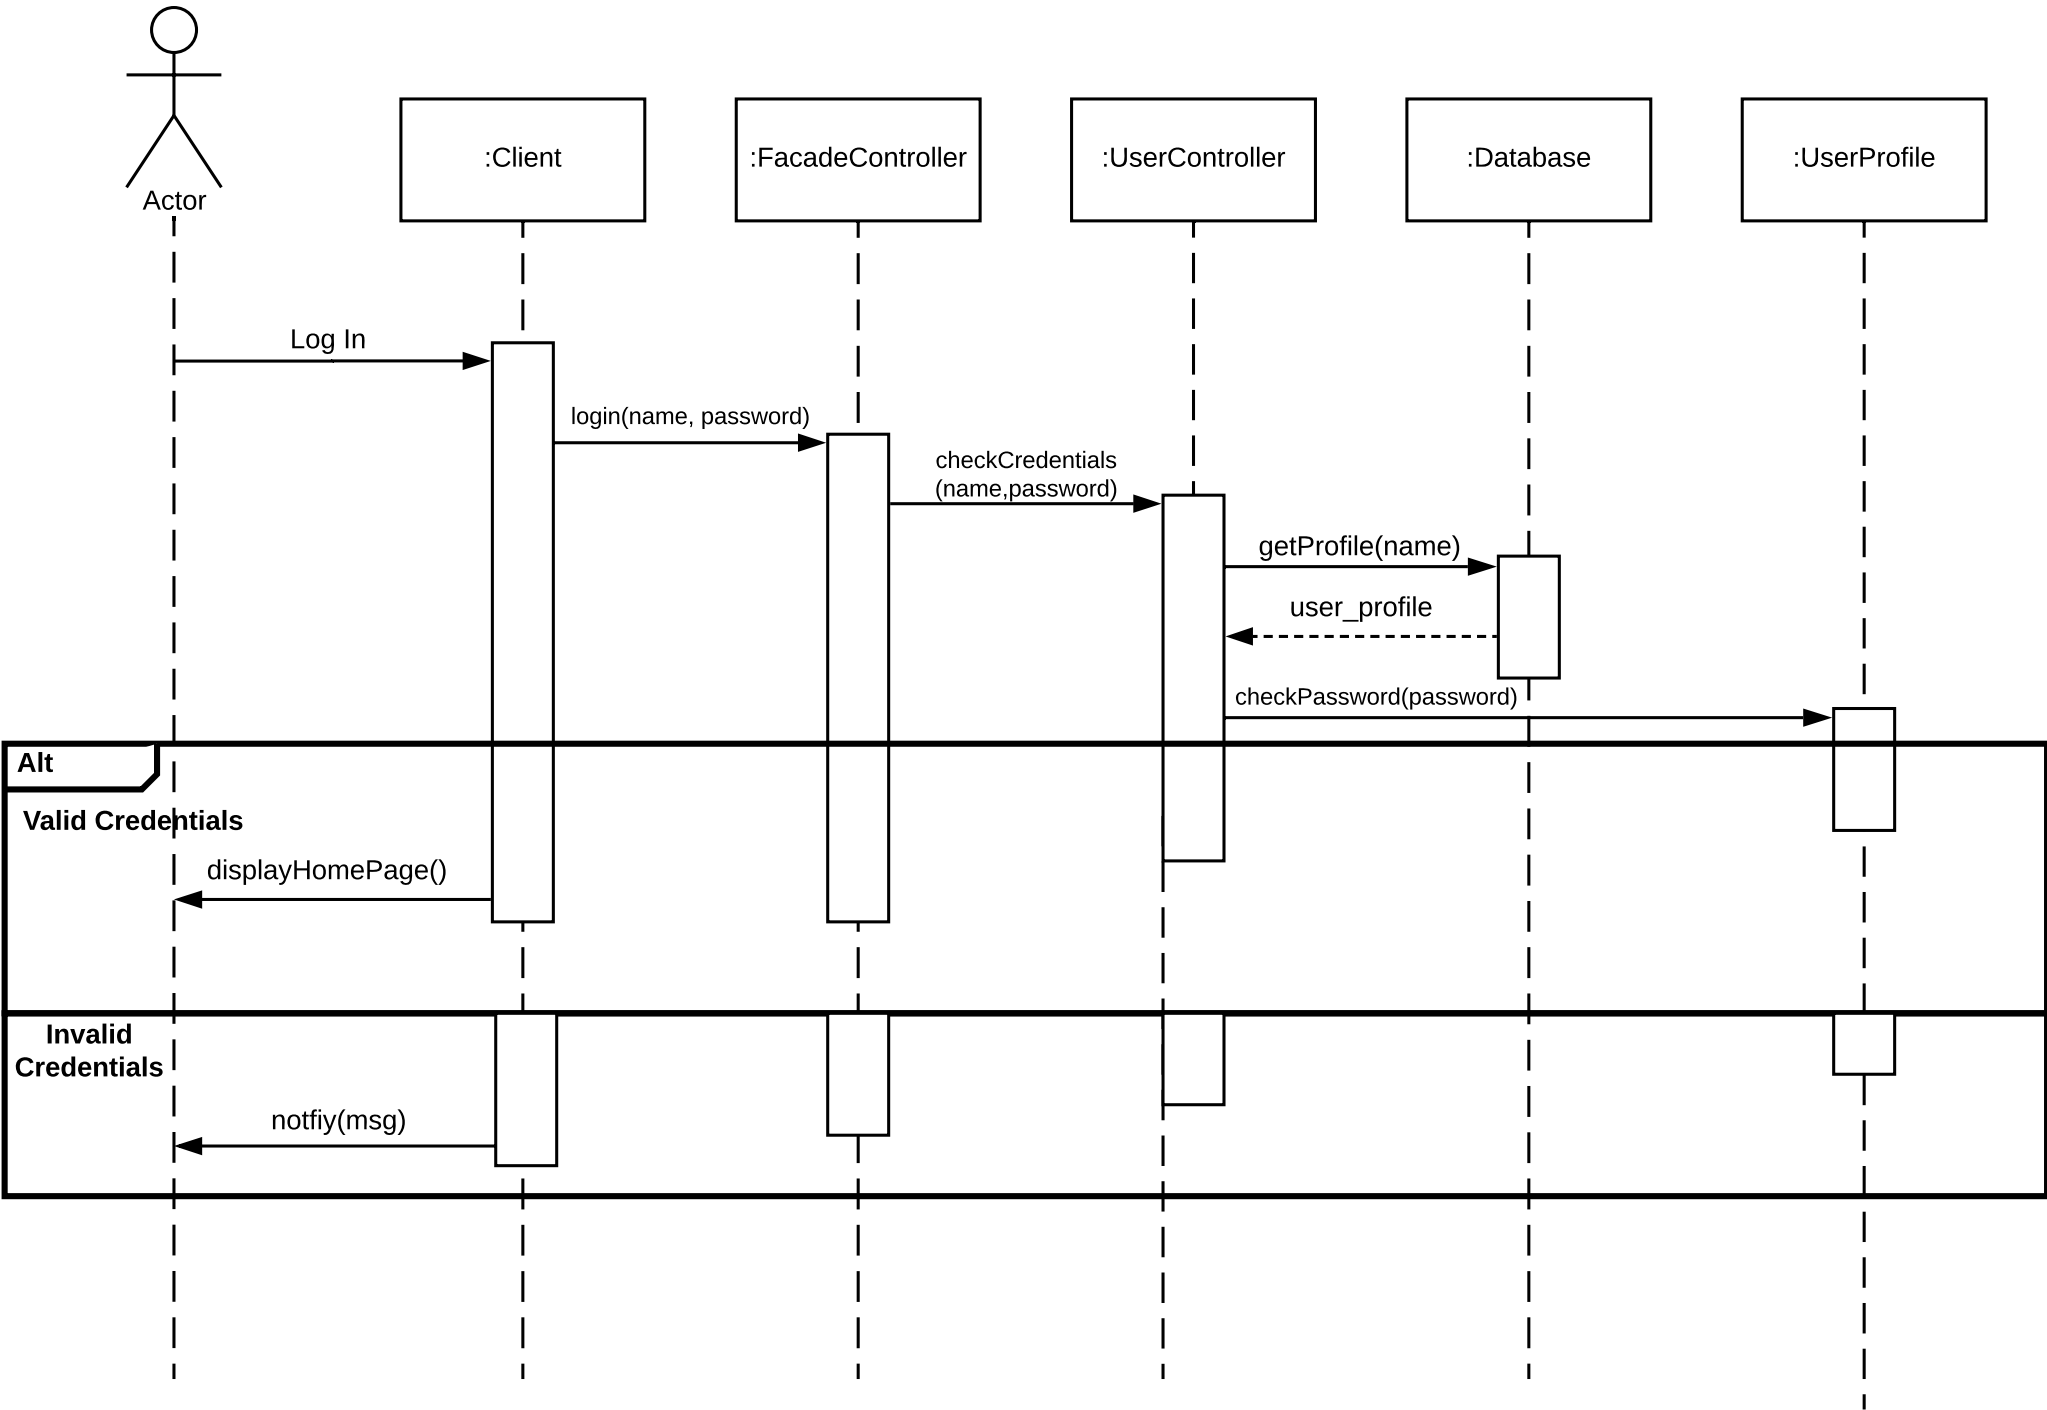 Actor
:Client
:FacadeController
:UserController
:Database
:UserProfile
Log In
login(name, password)
checkCredentials
(name,password)
getProfile(name)
user_profile
checkPassword(password)
Alt
Valid Credentials
displayHomePage()
Invalid
Credentials
notfiy(msg)